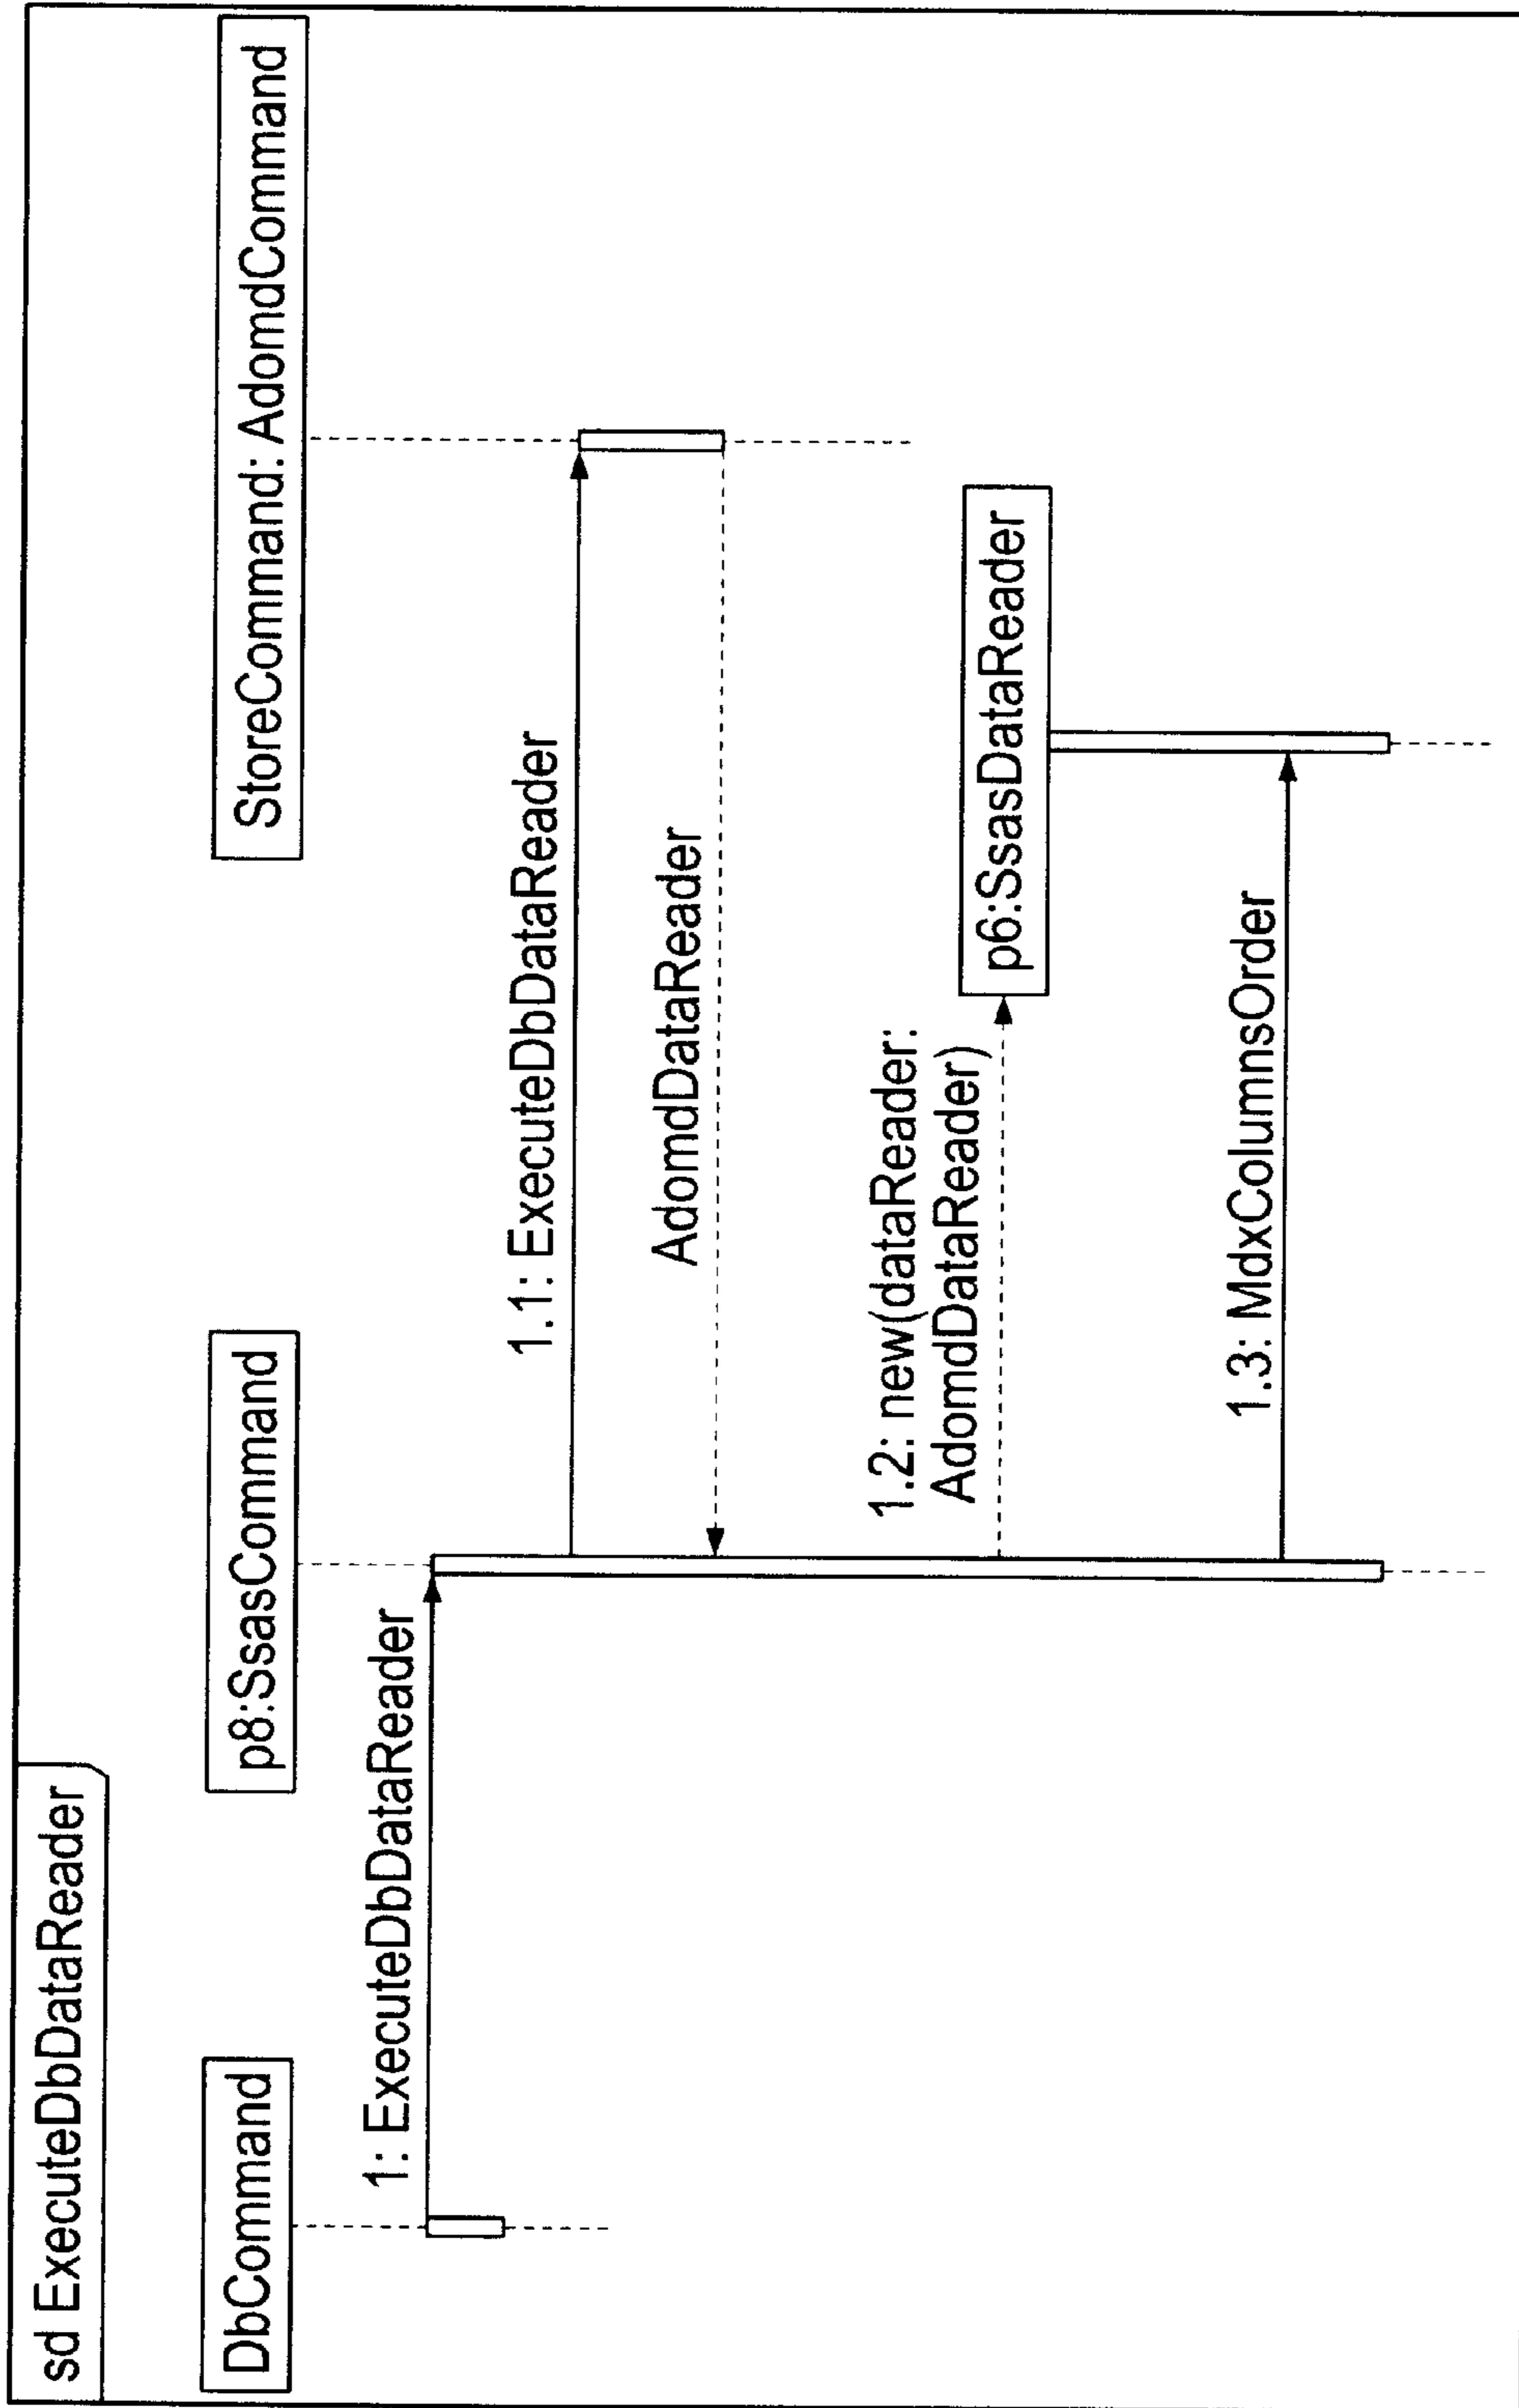 sd ExecuteDbDataReader
DbCommand
p8:SsasCommand
StoreCommand: AdomdCommand
1: ExecuteDbDataReader
1.1: ExecuteDbDataReader
AdomdDataReader
1.2: new(dataReader:
AdomdDataReader)
p6:SsasDataReader
1.3: MdxColumnsOrder